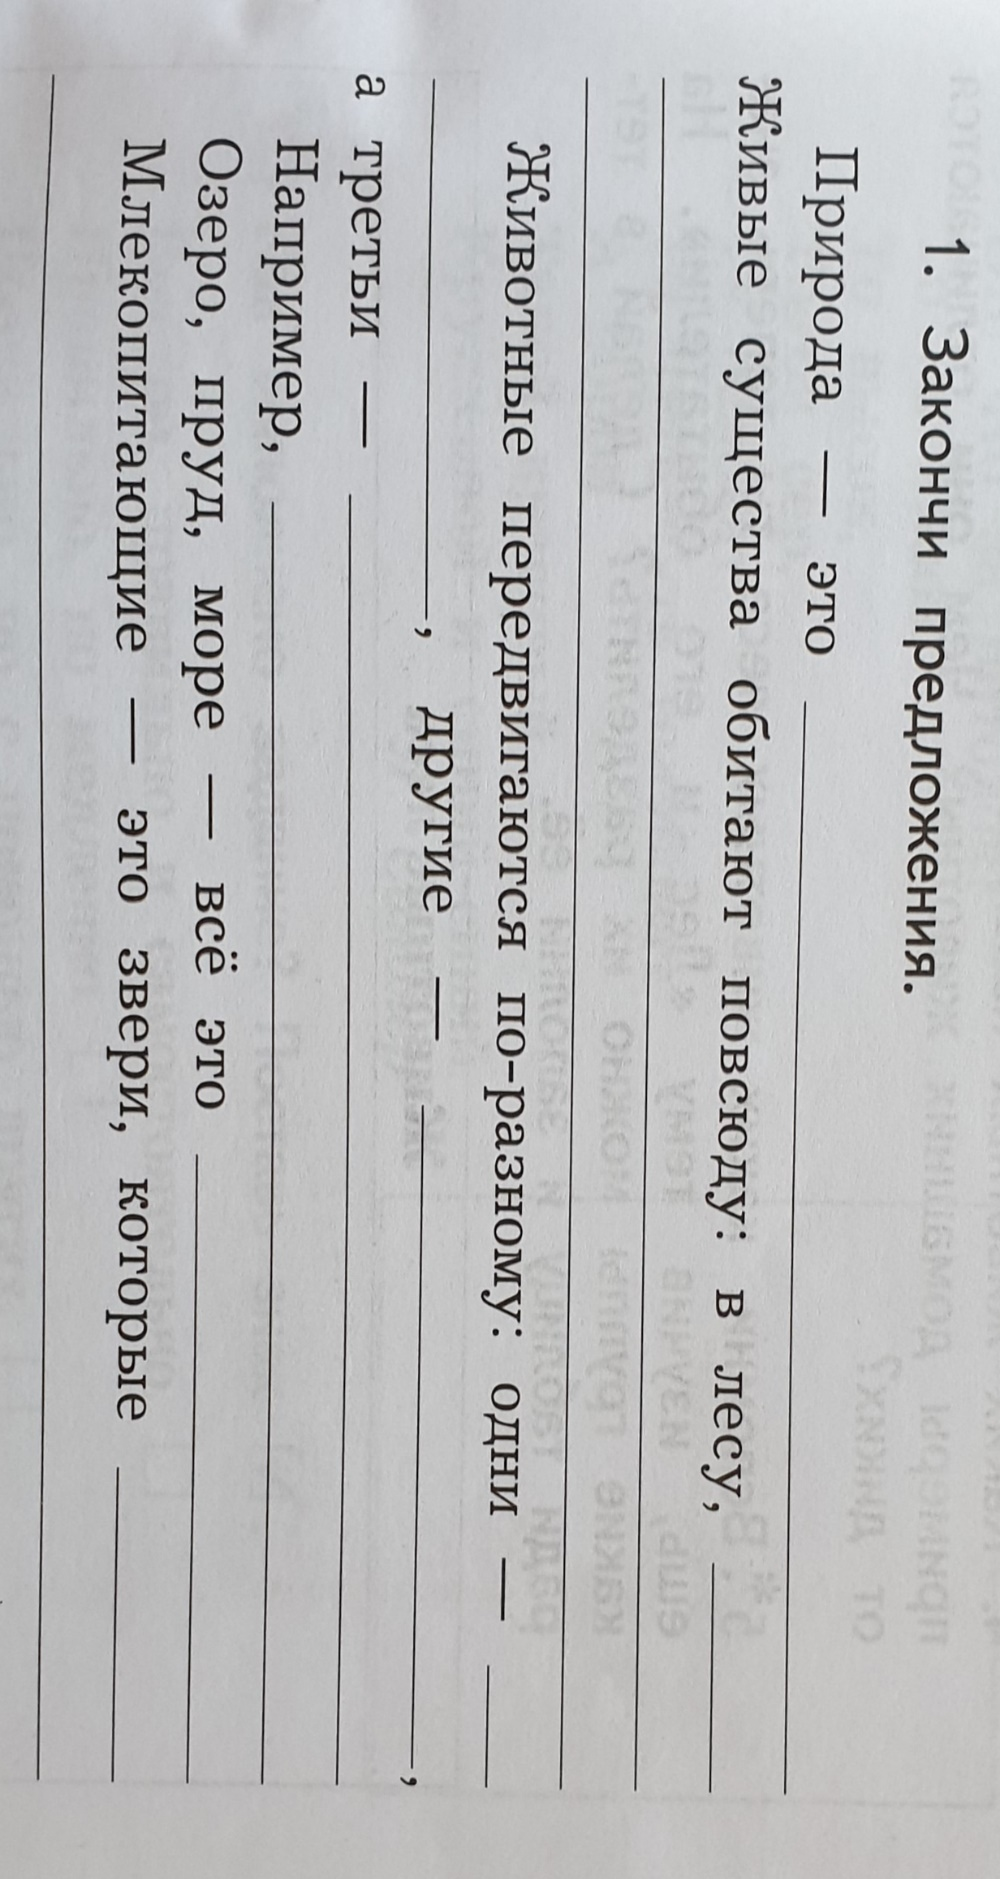 1. Закончи предложения.
Природа — это
Живые существа обитают повсюду: в лесу,
Животные передвигаются по-разному: одни —
, другие — ,
а третьи —
Например,
Озеро, пруд, море — всё это
Млекопитающие — это звери, которые